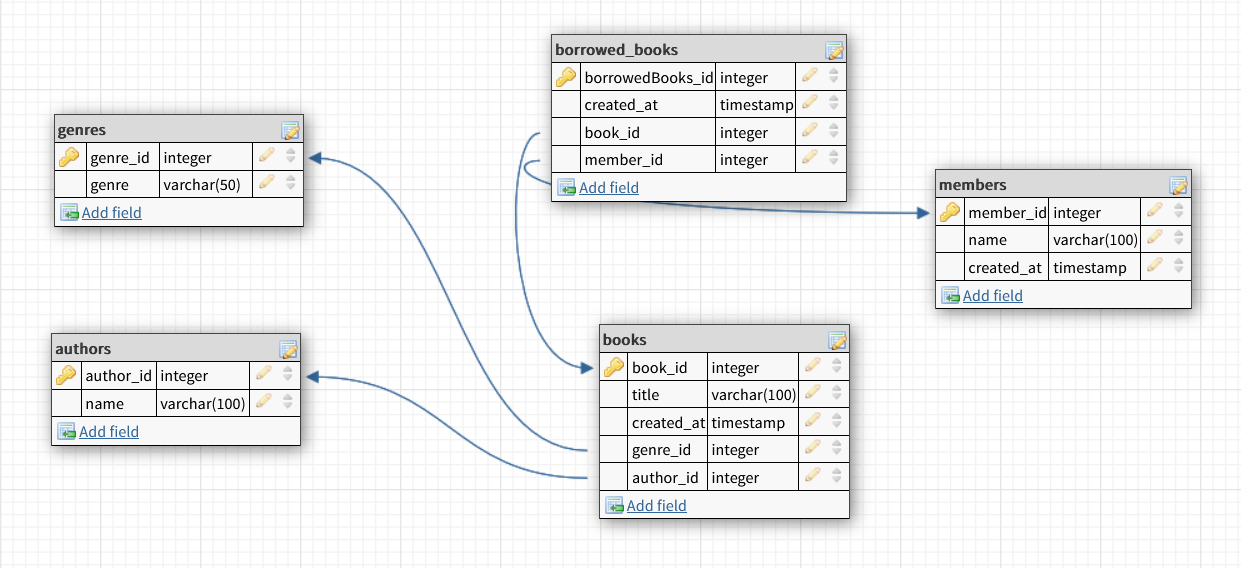 borrowed_books
borrowedBooks_id integer
created_at timestamp
book_id integer
member_id integer
Add field
genres
genre_id integer
genre varchar(50)
Add field
members
member_id integer
name varchar(100)
created_at timestamp
Add field
authors
author_id integer
name varchar(100)
Add field
books
book_id integer
title varchar(100)
created_at timestamp
genre_id integer
author_id integer
Add field